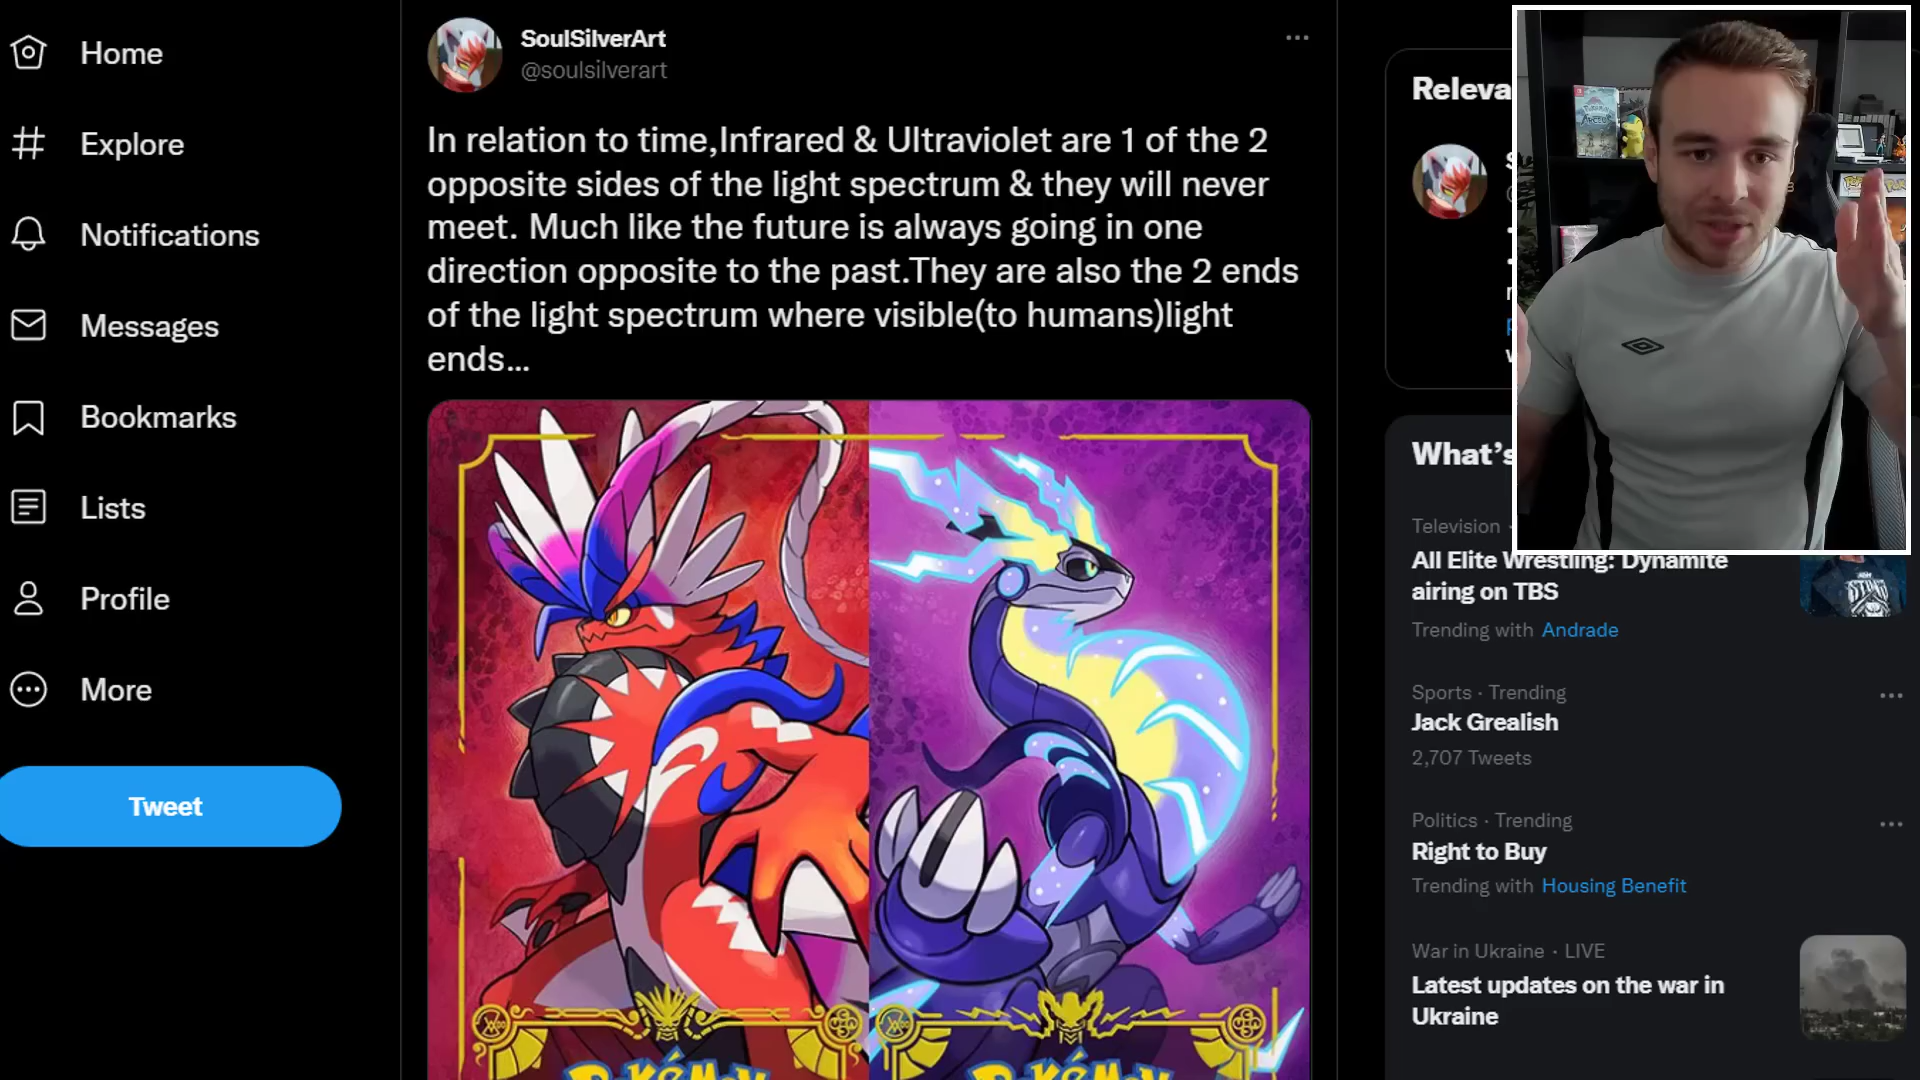 Home
Explore
Notifications
Messages
Bookmarks
Lists
Profile
More
Tweet
SoulSilverArt
@soulsilverart
In relation to time,Infrared & Ultraviolet are 1 of the 2
opposite sides of the light spectrum & they will never
meet. Much like the future is always going in one
direction opposite to the past.They are also the 2 ends
of the light spectrum where visible(to humans)light
ends...
Pokémon
Pokémon
Releva
What's
Television ·
All Elite Wrestling: Dynamite
airing on TBS
Trending with Andrade
Sports · Trending
Jack Grealish
2,707 Tweets
Politics · Trending
Right to Buy
Trending with Housing Benefit
War in Ukraine · LIVE
Latest updates on the war in
Ukraine
STING